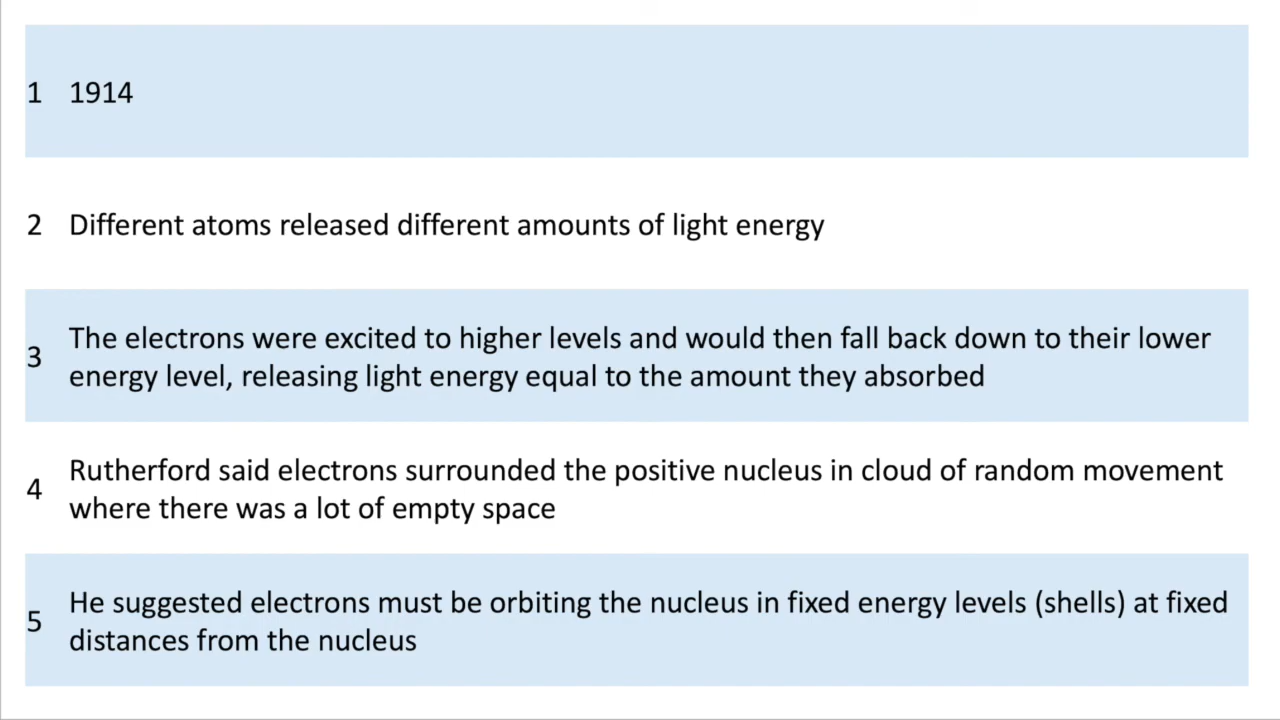 1 1914
2 Different atoms released different amounts of light energy
3 The electrons were excited to higher levels and would then fall back down to their lower
energy level, releasing light energy equal to the amount they absorbed
4 Rutherford said electrons surrounded the positive nucleus in cloud of random movement
where there was a lot of empty space
5 He suggested electrons must be orbiting the nucleus in fixed energy levels (shells) at fixed
distances from the nucleus